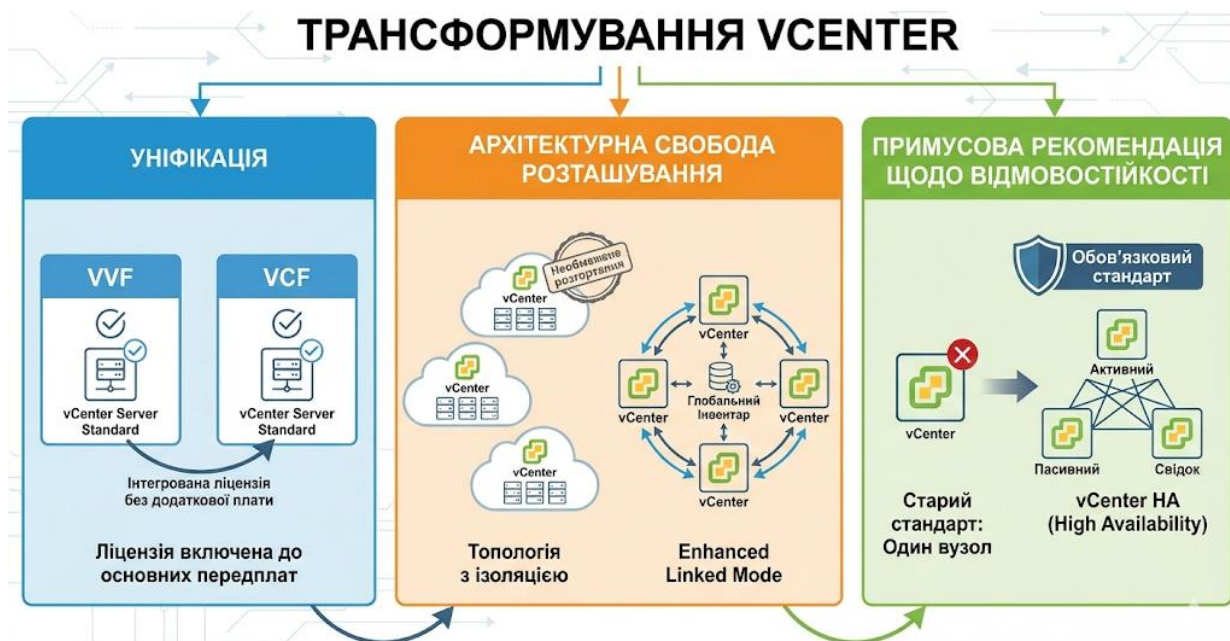 ТРАНСФОРМУВАННЯ VCENTER
УНІФІКАЦІЯ
VVF
vCenter Server
Standard
VCF
vCenter Server
Standard
Інтегрована ліцензія
без додаткової плати
Ліцензія включена до
основних передплат
АРХІТЕКТУРНА СВОБОДА
РОЗТАШУВАННЯ
vCenter
vCenter
vCenter
Топологія
з ізоляцією
vCenter
vCenter
Глобальний
Інвентар
vCenter
vCenter
Enhanced
Linked Mode
ПРИМУСОВА РЕКОМЕНДАЦІЯ
ЩОДО ВІДМОВОСТІЙКОСТІ
vCenter
Старий
стандарт:
Один вузол
Обов'язковий
стандарт
Активний
Пасивний
Свідок
vCenter HA
(High Availability)